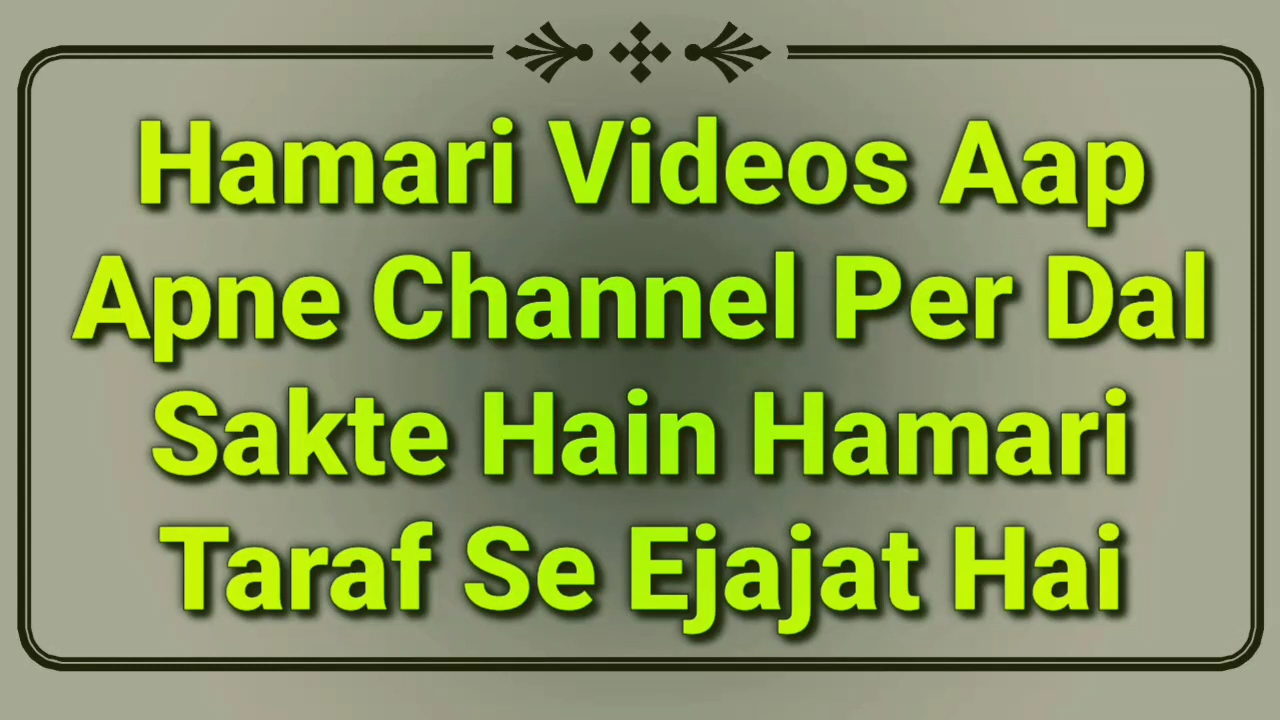 Hamari Videos Aap
Apne Channel Per Dal
Sakte Hain Hamari
Taraf Se Ejajat Hai